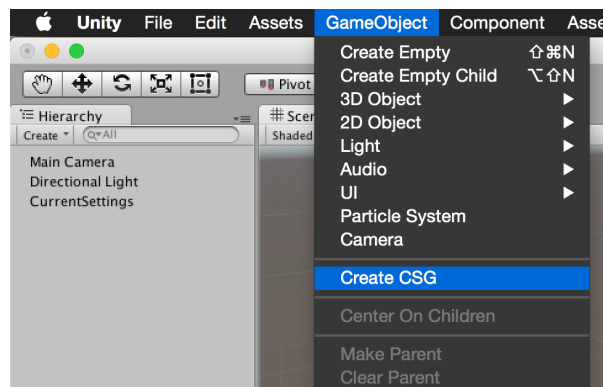 Unity File Edit Assets GameObject Component Asse
Pivot
Hierarchy
Create All
Main Camera
Directional Light
CurrentSettings
# Scen
Shaded
Create Empty ⇧⌘N
Create Empty Child ⌥⇧N
3D Object ▶
2D Object ▶
Light ▶
Audio ▶
UI ▶
Particle System
Camera
Create CSG
Center On Children
Make Parent
Clear Parent